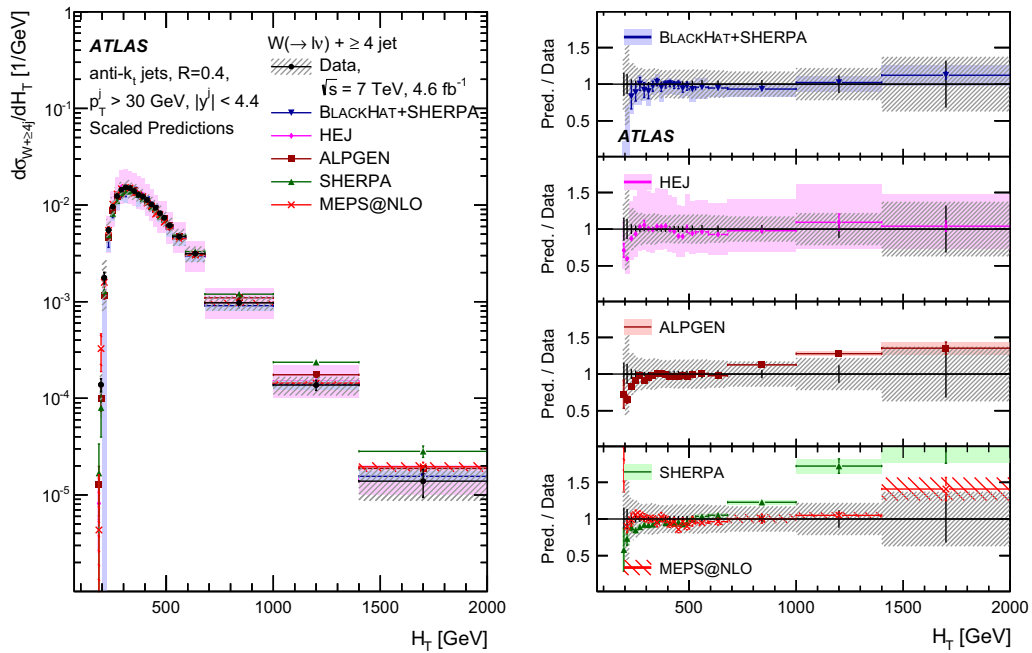 dσ_W+≥4j/dH_T [1/GeV]
1
10^-1
10^-2
10^-3
10^-4
10^-5
ATLAS
anti-k_t jets, R=0.4,
p_T^j > 30 GeV, |y^j| < 4.4
Scaled Predictions
W(→ lν) + ≥ 4 jet
Data,
√s = 7 TeV, 4.6 fb^-1
BLACKHAT+SHERPA
HEJ
ALPGEN
SHERPA
MEPS@NLO
500 1000 1500 2000
H_T [GeV]
Pred. / Data
1.5
1
0.5
BLACKHAT+SHERPA
ATLAS
Pred. / Data
1.5
1
0.5
HEJ
Pred. / Data
1.5
1
0.5
ALPGEN
Pred. / Data
1.5
1
0.5
SHERPA
MEPS@NLO
500 1000 1500 2000
H_T [GeV]